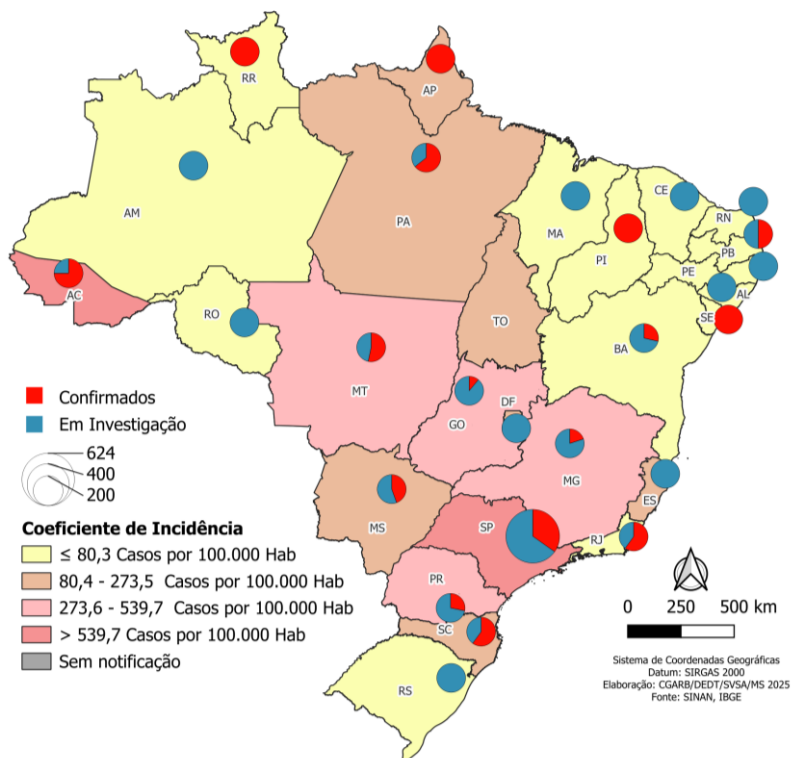 RR
AP
AM
PA
MA
CE
RN
PB
PI
PE
AL
SE
AC
RO
TO
BA
MT
GO
DF
MG
ES
MS
SP
RJ
PR
SC
RS
Confirmados
Em Investigação
624
400
200
Coeficiente de Incidência
≤ 80,3 Casos por 100.000 Hab
80,4 - 273,5 Casos por 100.000 Hab
273,6 - 539,7 Casos por 100.000 Hab
> 539,7 Casos por 100.000 Hab
Sem notificação
0 250 500 km
Sistema de Coordenadas Geográficas
Datum: SIRGAS 2000
Elaboração: CGARB/DEDT/SVSA/MS 2025
Fonte: SINAN, IBGE